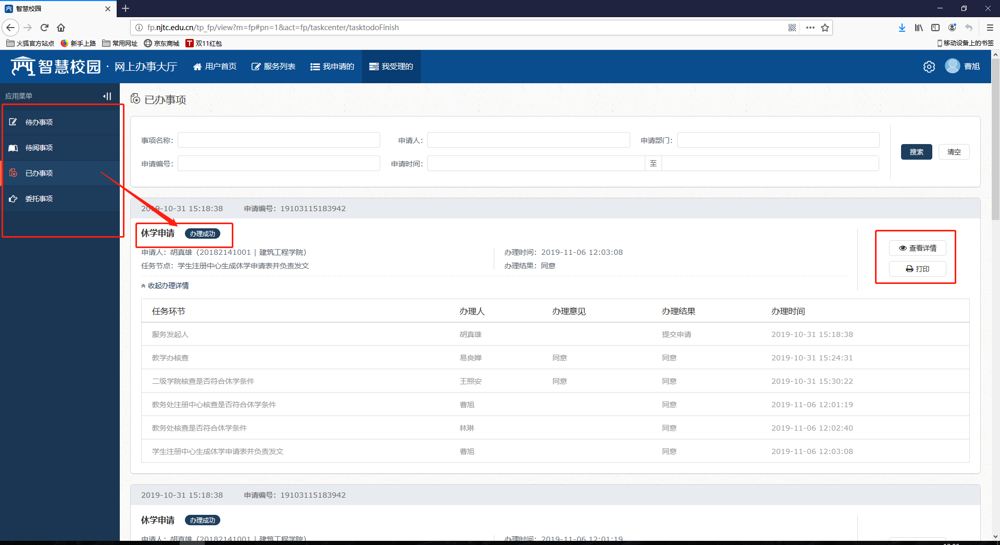 智慧校园
fp.njtc.edu.cn/tp_fp/view?m=fp#pn=1&act=fp/taskcenter/tasktodoFinish
火狐官方站点 新手上路 常用网址 京东商城 双11红包 移动设备上的书签
智慧校园 · 网上办事大厅 用户首页 服务列表 我申请的 我受理的 曹旭
应用菜单
待办事项
待阅事项
已办事项
委托事项
已办事项
事项名称： 申请人： 申请部门：
申请编号： 申请时间： 至
搜索 清空
2019-10-31 15:18:38 申请编号：19103115183942
休学申请 办理成功
申请人：胡真雄（20182141001 | 建筑工程学院） 办理时间：2019-11-06 12:03:08
任务节点：学生注册中心生成休学申请表并负责发文 办理结果：同意
查看详情
打印
收起办理详情
任务环节 办理人 办理意见 办理结果 办理时间
服务发起人 胡真雄 提交申请 2019-10-31 15:18:38
教学办核查 易良婵 同意 同意 2019-10-31 15:24:31
二级学院核查是否符合休学条件 王照安 同意 同意 2019-10-31 15:30:22
教务处注册中心核查是否符合休学条件 曹旭 同意 2019-11-06 12:01:19
教务处核查是否符合休学条件 林琳 同意 2019-11-06 12:02:40
学生注册中心生成休学申请表并负责发文 曹旭 同意 2019-11-06 12:03:08
2019-10-31 15:18:38 申请编号：19103115183942
休学申请 办理成功
申请人：胡真雄（20182141001 | 建筑工程学院） 办理时间：2019-11-06 12:01:19